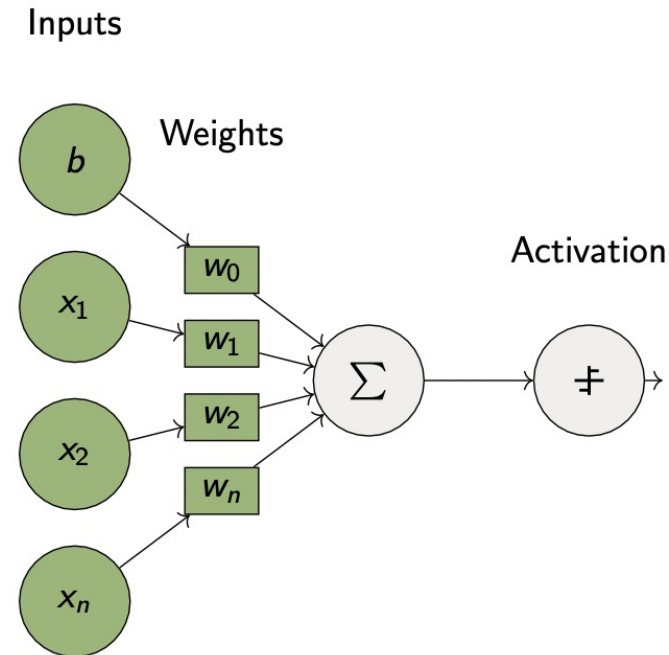 Inputs
Weights
b
w₀
Activation
x₁
w₁
∑
x₂
w₂
wₙ
xₙ